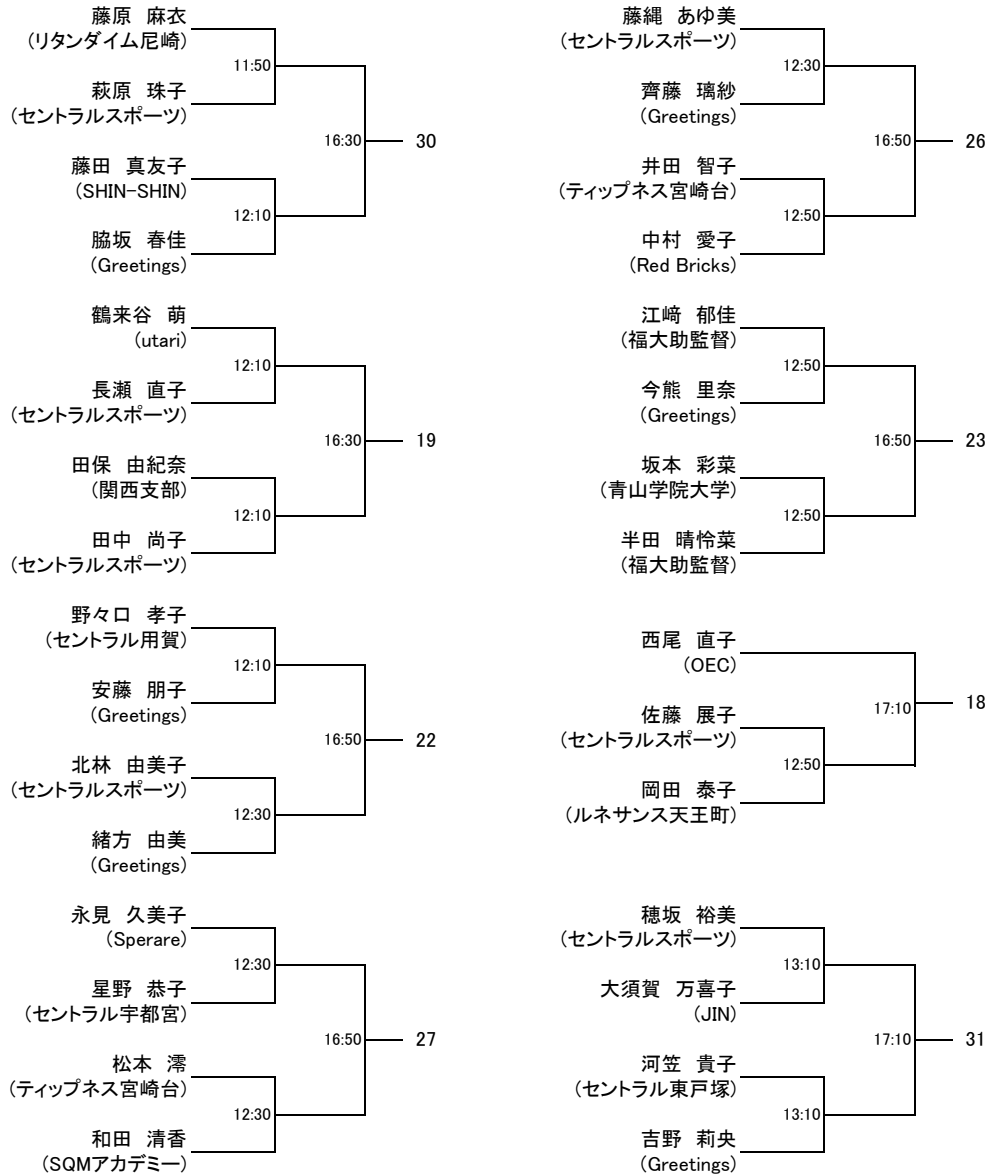 藤原 麻衣
(リタンダイム尼崎)
11:50
萩原 珠子
(セントラルスポーツ)
16:30
30
藤田 真友子
(SHIN-SHIN)
12:10
脇坂 春佳
(Greetings)
鶴来谷 萌
(utari)
12:10
長瀬 直子
(セントラルスポーツ)
16:30
19
田保 由紀奈
(関西支部)
12:10
田中 尚子
(セントラルスポーツ)
野々口 孝子
(セントラル用賀)
12:10
安藤 朋子
(Greetings)
16:50
22
北林 由美子
(セントラルスポーツ)
12:30
緒方 由美
(Greetings)
永見 久美子
(Sperare)
12:30
星野 恭子
(セントラル宇都宮)
16:50
27
松本 澪
(ティップネス宮崎台)
12:30
和田 清香
(SQMアカデミー)
藤縄 あゆ美
(セントラルスポーツ)
12:30
齊藤 璃紗
(Greetings)
16:50
26
井田 智子
(ティップネス宮崎台)
12:50
中村 愛子
(Red Bricks)
江﨑 郁佳
(福大助監督)
12:50
今熊 里奈
(Greetings)
16:50
23
坂本 彩菜
(青山学院大学)
12:50
半田 晴怜菜
(福大助監督)
西尾 直子
(OEC)
17:10
18
佐藤 展子
(セントラルスポーツ)
12:50
岡田 泰子
(ルネサンス天王町)
穂坂 裕美
(セントラルスポーツ)
13:10
大須賀 万喜子
(JIN)
17:10
31
河笠 貴子
(セントラル東戸塚)
13:10
吉野 莉央
(Greetings)